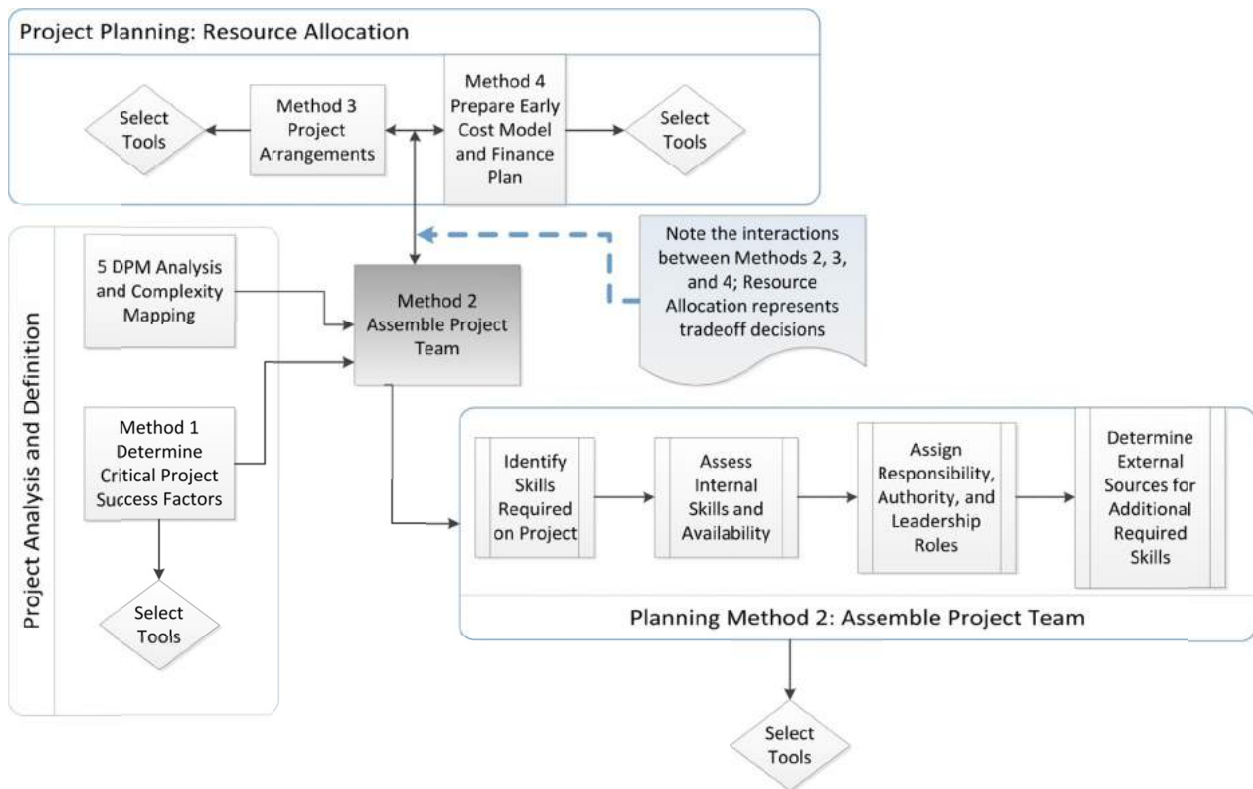 Project Planning: Resource Allocation
Select
Tools
Method 3
Project
Arrangements
Method 4
Prepare Early
Cost Model
and Finance
Plan
Select
Tools
Project Analysis and Definition
5 DPM Analysis
and Complexity
Mapping
Method 2
Assemble Project
Team
Note the interactions
between Methods 2, 3,
and 4; Resource
Allocation represents
tradeoff decisions
Method 1
Determine
Critical Project
Success Factors
Select
Tools
Identify
Skills
Required
on Project
Assess
Internal
Skills and
Availability
Assign
Responsibility,
Authority, and
Leadership
Roles
Determine
External
Sources for
Additional
Required
Skills
Planning Method 2: Assemble Project Team
Select
Tools